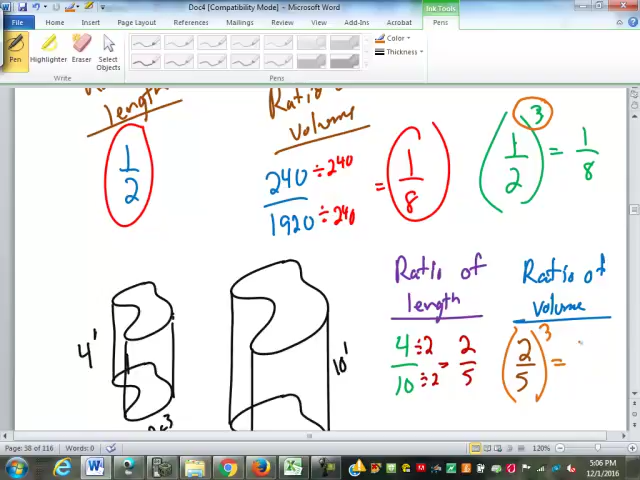 Doc4 [Compatibility Mode] - Microsoft Word
Ink Tools
File
Home
Insert
Page Layout
References
Mailings
Review
View
Add-Ins
Acrobat
Pens
Pen
Highlighter
Eraser
Select Objects
Color
Thickness
Write
Pens
length
Ratio of
volume
1/2
240 ÷240
1920 ÷240
= 1/8
(1/2)³ = 1/8
Ratio of
length
Ratio of
volume
4 ÷2 = 2
10 ÷2 5
(2/5)³ =
4'
10'
Page: 38 of 116
Words: 0
120%
5:06 PM
12/1/2016